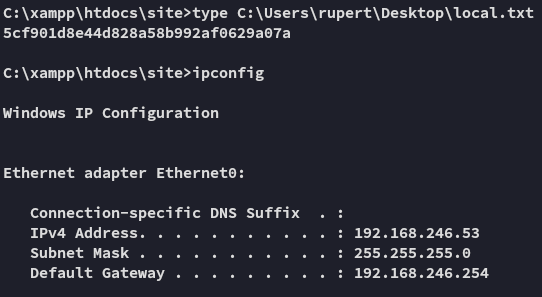 C:\xampp\htdocs\site>type C:\Users\rupert\Desktop\local.txt
5cf901d8e44d828a58b992af0629a07a
C:\xampp\htdocs\site>ipconfig
Windows IP Configuration
Ethernet adapter Ethernet0:
Connection-specific DNS Suffix  . :
IPv4 Address. . . . . . . . . . . : 192.168.246.53
Subnet Mask . . . . . . . . . . . : 255.255.255.0
Default Gateway . . . . . . . . . : 192.168.246.254